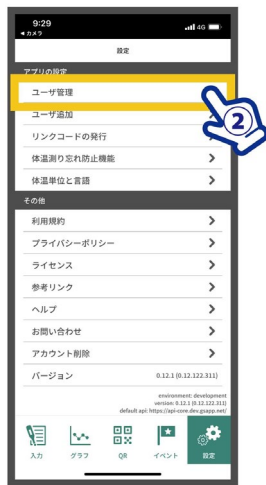 9:29
4G
◀ カメラ
設定
アプリの設定
ユーザ管理
②
ユーザ追加
リンクコードの発行
体温測り忘れ防止機能
体温単位と言語
その他
利用規約
プライバシーポリシー
ライセンス
参考リンク
ヘルプ
お問い合わせ
アカウント削除
バージョン 0.12.1 (0.12.122.311)
environment: development
version: 0.12.1 (0.12.122.311)
default api: https://api-core.dev.gsapp.net/
入力 グラフ QR イベント 設定